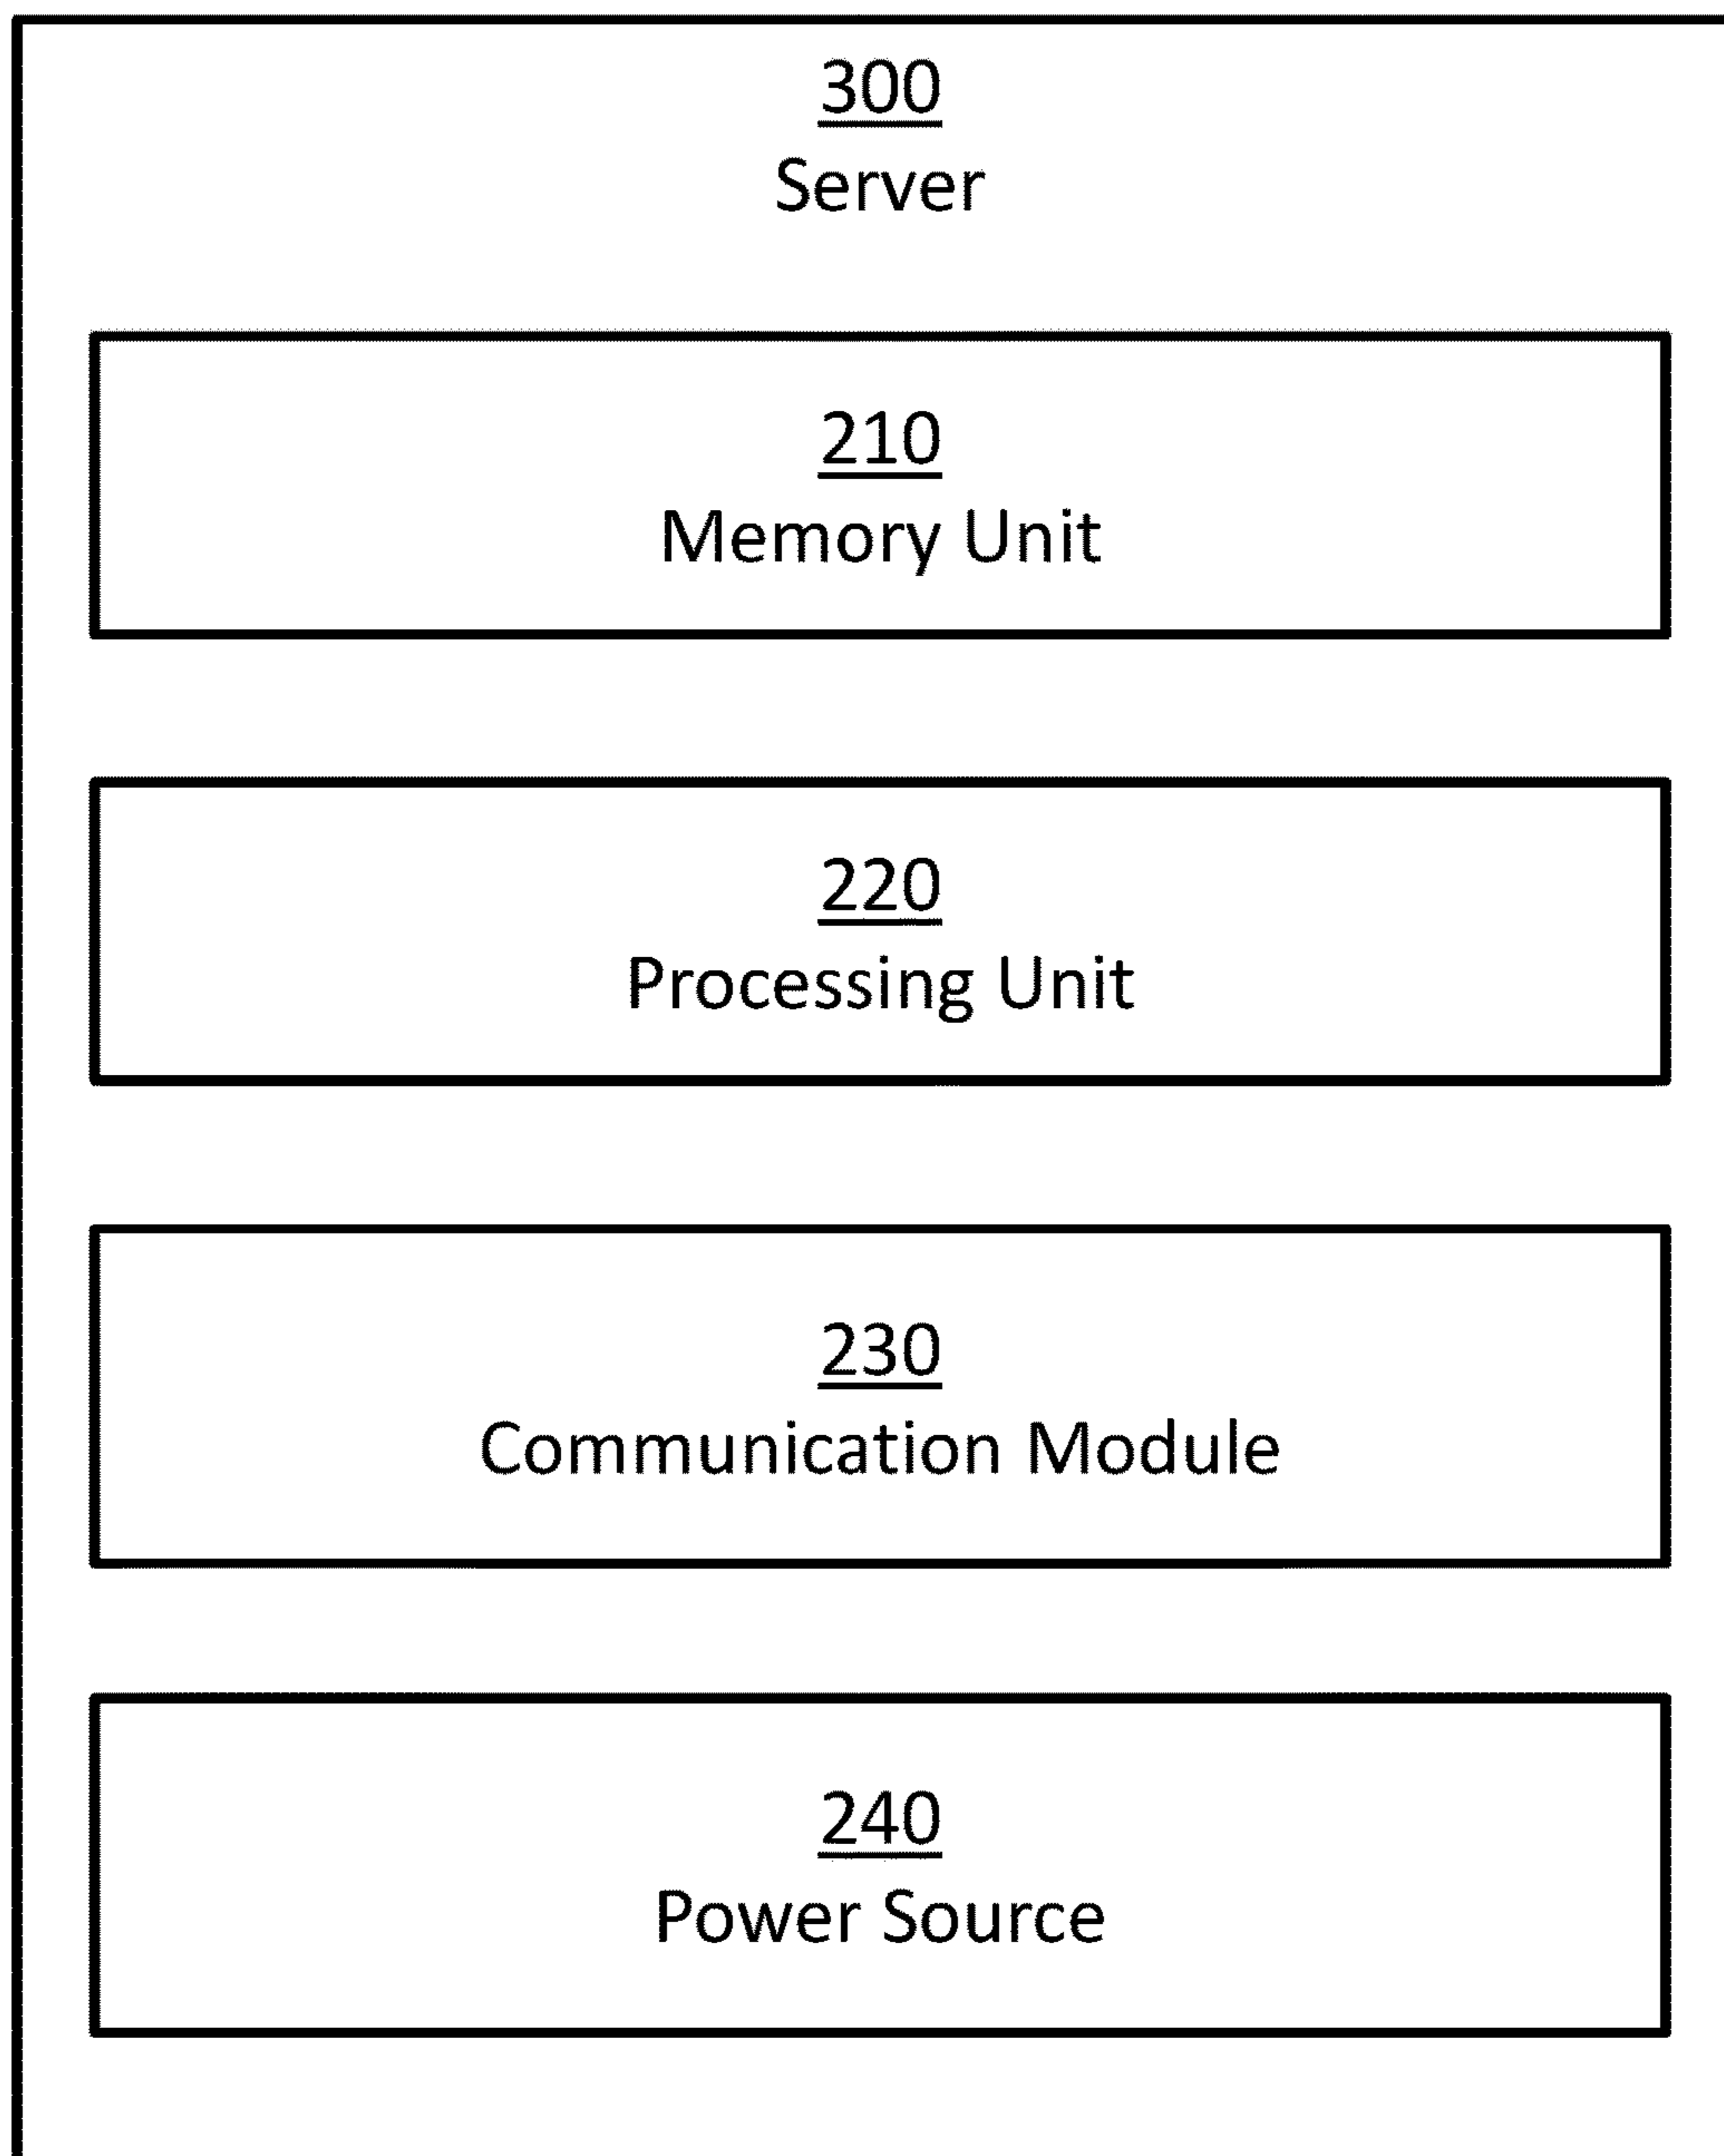 300
Server
210
Memory Unit
220
Processing Unit
230
Communication Module
240
Power Source